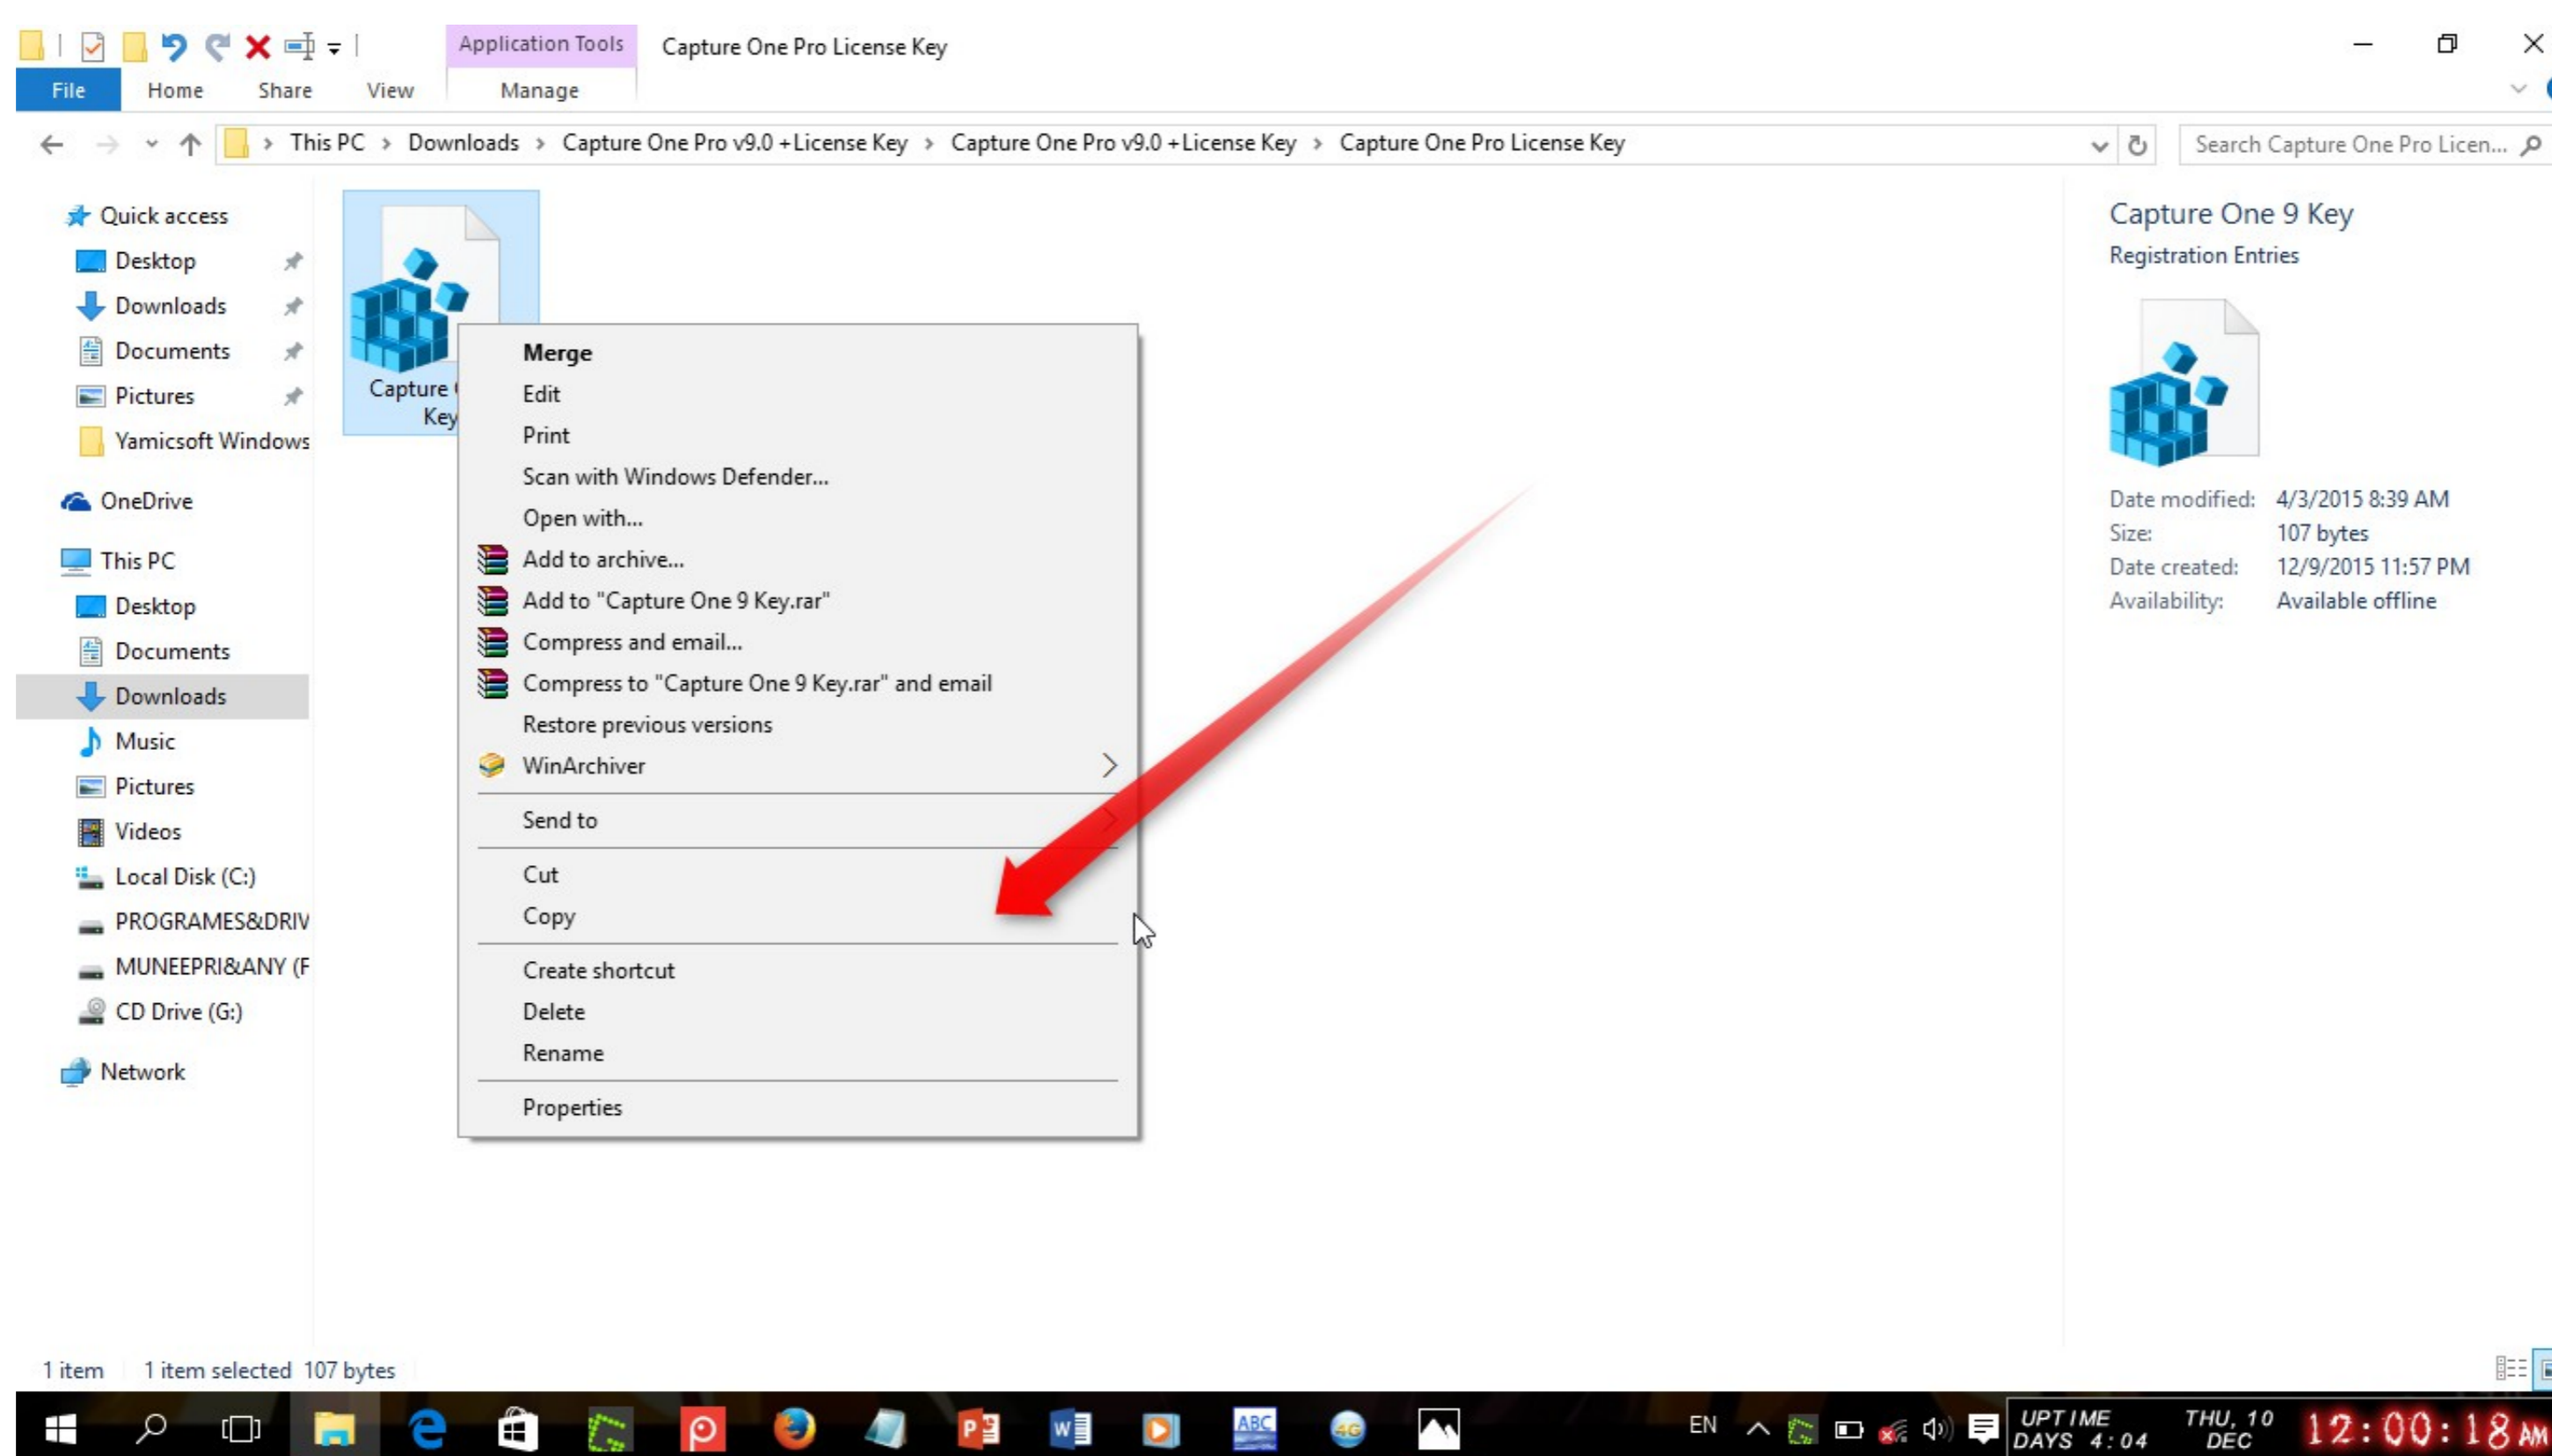 Application Tools
Capture One Pro License Key
File Home Share View Manage
This PC > Downloads > Capture One Pro v9.0 +License Key > Capture One Pro v9.0 +License Key > Capture One Pro License Key
Search Capture One Pro Licen...
Quick access
Desktop
Downloads
Documents
Pictures
Yamicsoft Windows
OneDrive
This PC
Desktop
Documents
Downloads
Music
Pictures
Videos
Local Disk (C:)
PROGRAMES&DRIV
MUNEEPRI&ANY (F
CD Drive (G:)
Network
Capture
Key
Merge
Edit
Print
Scan with Windows Defender...
Open with...
Add to archive...
Add to "Capture One 9 Key.rar"
Compress and email...
Compress to "Capture One 9 Key.rar" and email
Restore previous versions
WinArchiver
Send to
Cut
Copy
Create shortcut
Delete
Rename
Properties
Capture One 9 Key
Registration Entries
Date modified: 4/3/2015 8:39 AM
Size: 107 bytes
Date created: 12/9/2015 11:57 PM
Availability: Available offline
1 item 1 item selected 107 bytes
ABC
4G
EN
UPTIME
DAYS 4:04
THU, 10
DEC
12:00:18 AM